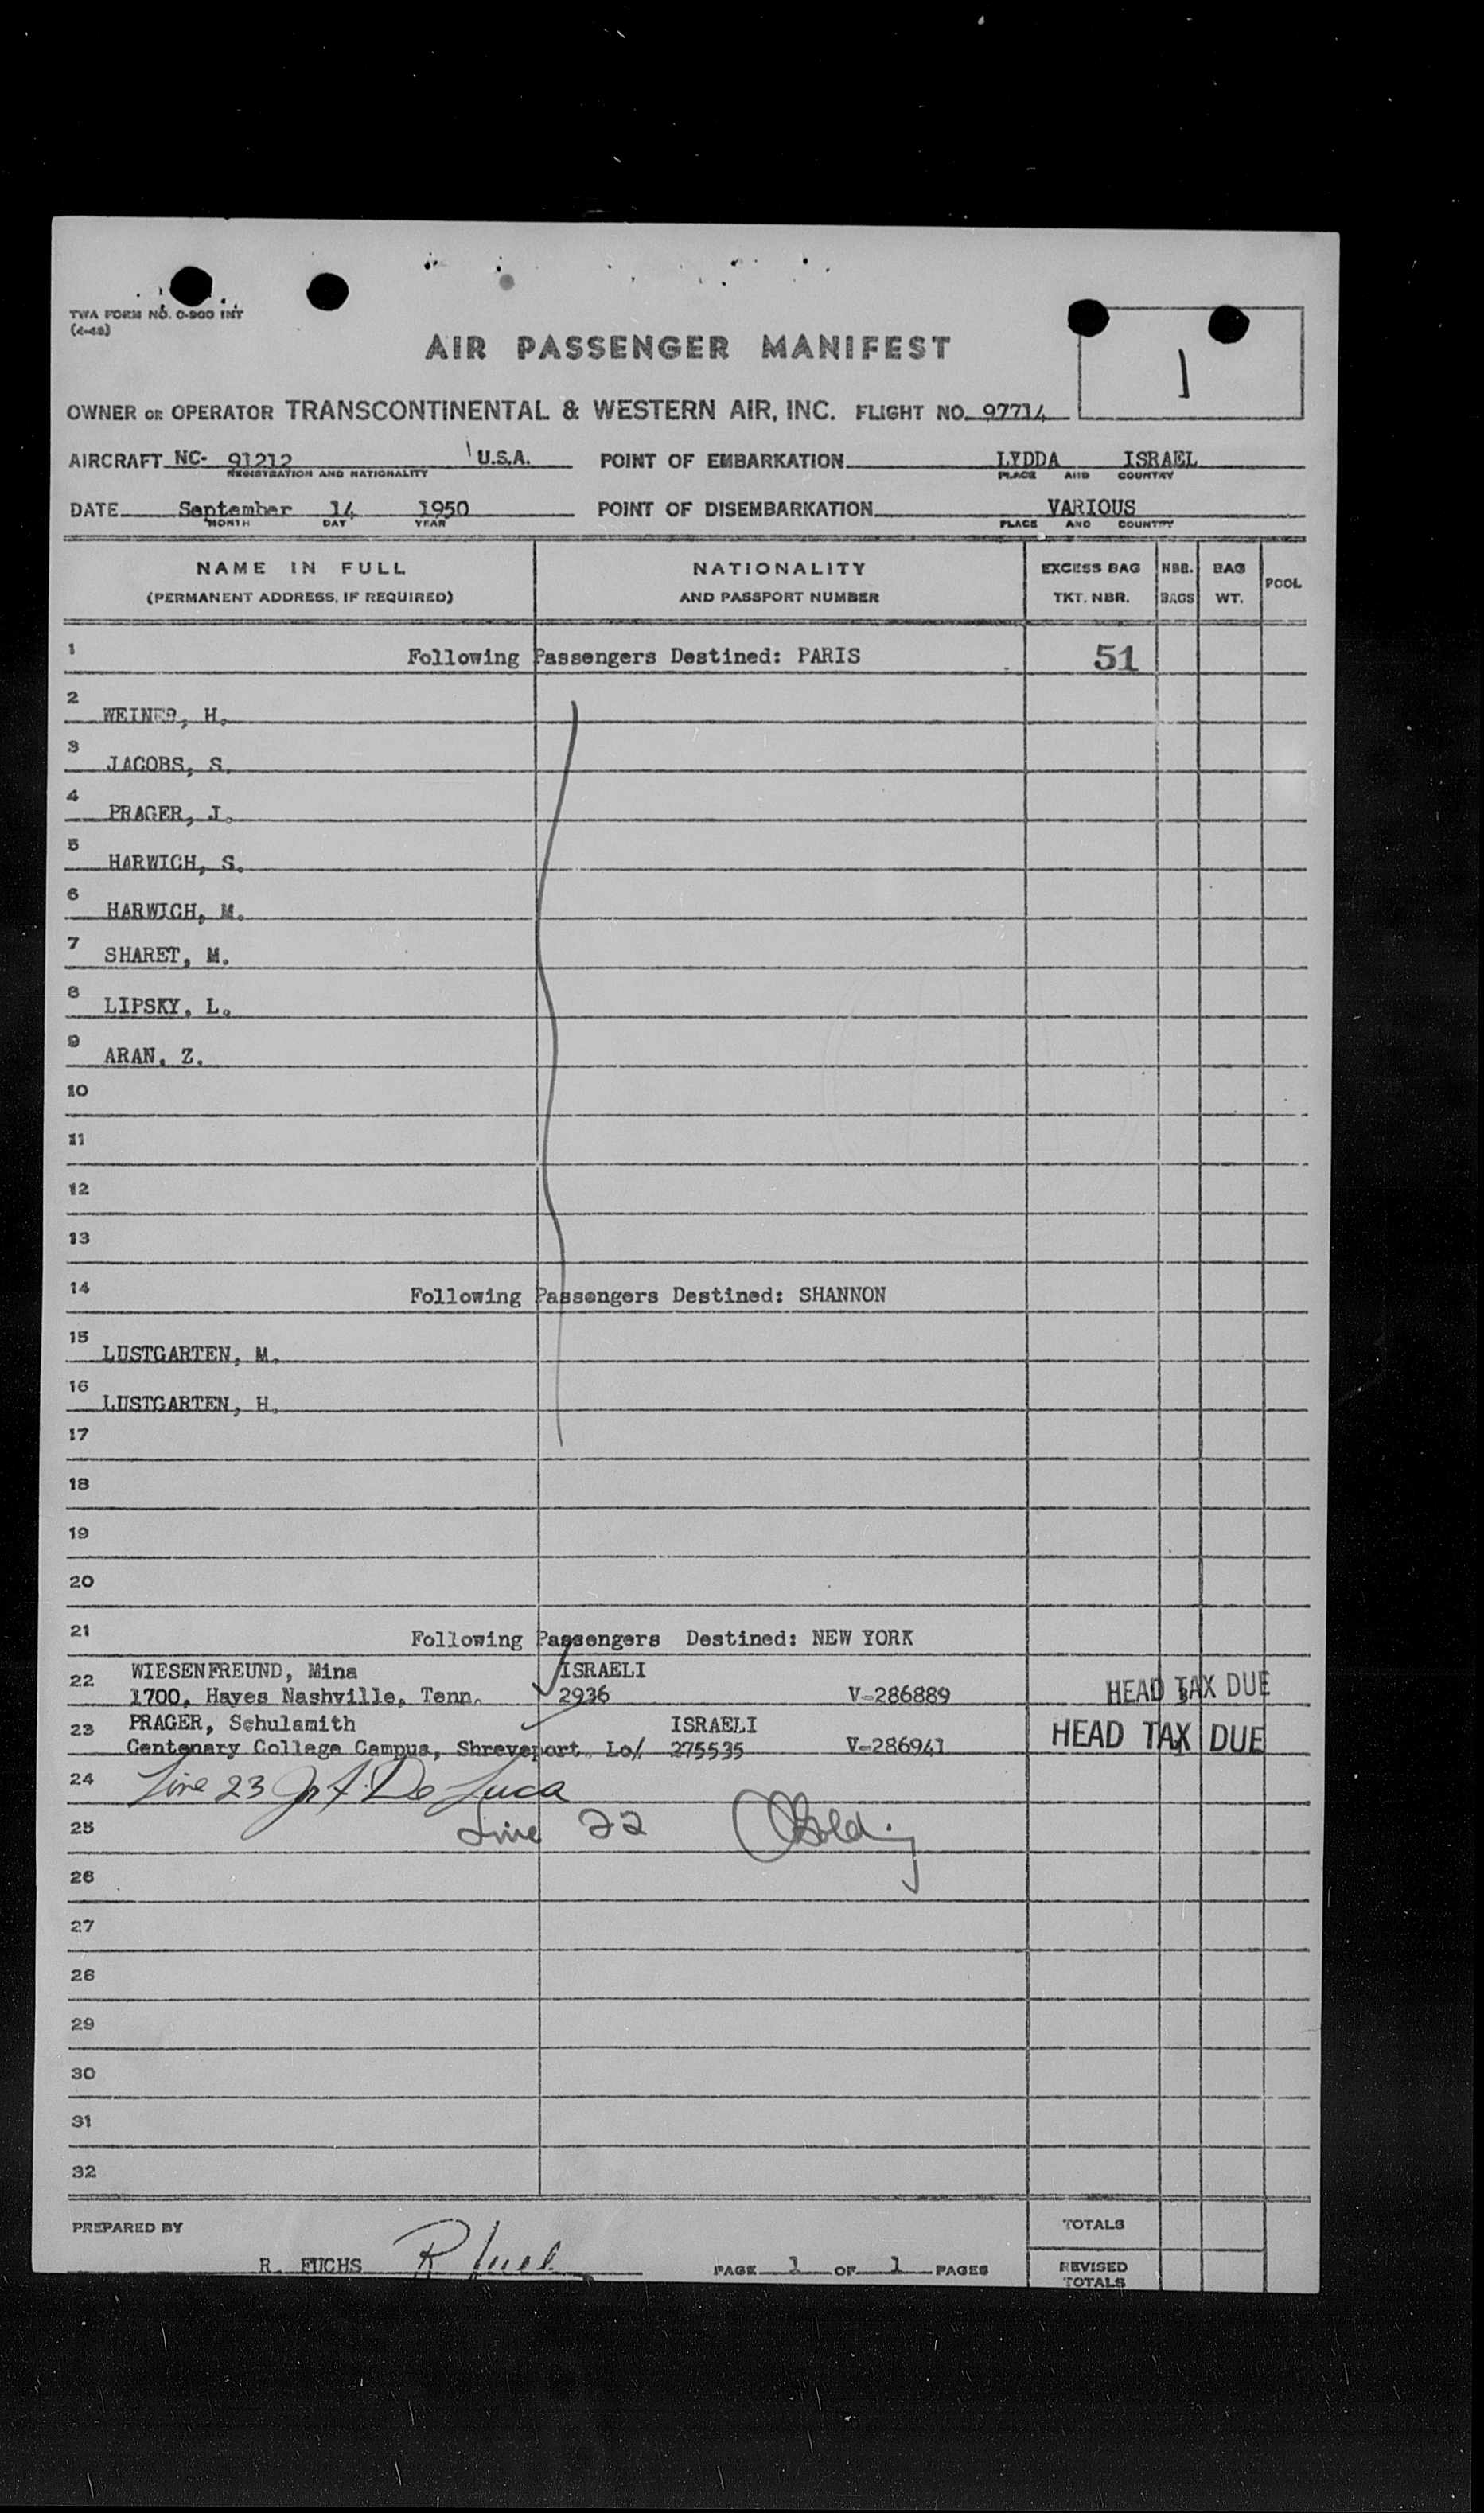 TWA FORM NO. O-900 INT
(4-48)
AIR PASSENGER MANIFEST
1
OWNER OR OPERATOR TRANSCONTINENTAL & WESTERN AIR, INC. FLIGHT NO. 97714
AIRCRAFT NC- 91212 U.S.A. POINT OF EMBARKATION LYDDA ISRAEL
REGISTRATION AND NATIONALITY PLACE AND COUNTRY
DATE September 14 1950 POINT OF DISEMBARKATION VARIOUS
MONTH DAY YEAR PLACE AND COUNTRY
NAME IN FULL NATIONALITY EXCESS BAG NBR. BAG POOL
(PERMANENT ADDRESS, IF REQUIRED) AND PASSPORT NUMBER TKT. NBR. BAGS WT.
1 Following Passengers Destined: PARIS 51
2 WEINER, H.
3 JACOBS, S.
4 PRAGER, J.
5 HARWICH, S.
6 HARWICH, M.
7 SHARET, M.
8 LIPSKY, L.
9 ARAN, Z.
10
11
12
13
14 Following Passengers Destined: SHANNON
15 LUSTGARTEN, M.
16 LUSTGARTEN, H.
17
18
19
20
21 Following Passengers Destined: NEW YORK
22 WIESENFREUND, Mina ISRAELI
1700, Hayes Nashville, Tenn. 2936 V-286889 HEAD TAX DUE
23 PRAGER, Schulamith ISRAELI
Centenary College Campus, Shreveport Lo/ 275535 V-286941 HEAD TAX DUE
24 Line 23 De Luca
25 Line 22
26
27
28
29
30
31
32
PREPARED BY TOTALS
R. FUCHS PAGE 1 OF 1 PAGES REVISED
TOTALS